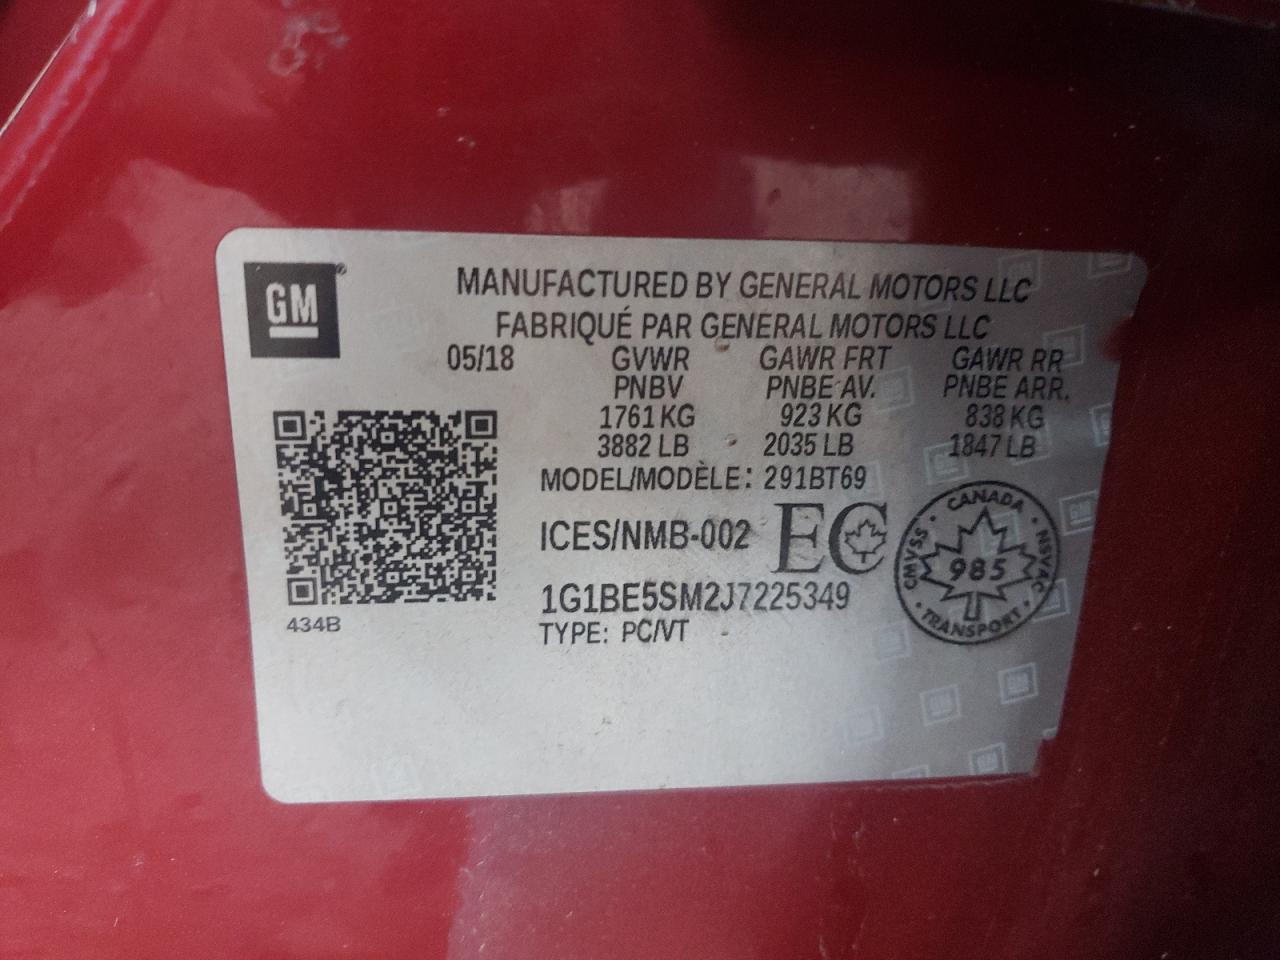 GM
MANUFACTURED BY GENERAL MOTORS LLC
FABRIQUÉ PAR GENERAL MOTORS LLC
05/18 GVWR GAWR FRT GAWR RR
PNBV PNBE AV. PNBE ARR.
1761 KG 923 KG 838 KG
3882 LB 2035 LB 1847 LB
MODEL/MODÈLE: 291BT69
ICES/NMB-002 EC
1G1BE5SM2J7225349
TYPE: PC/VT
434B
CANADA
CMVSS · NSVAC
985
TRANSPORT